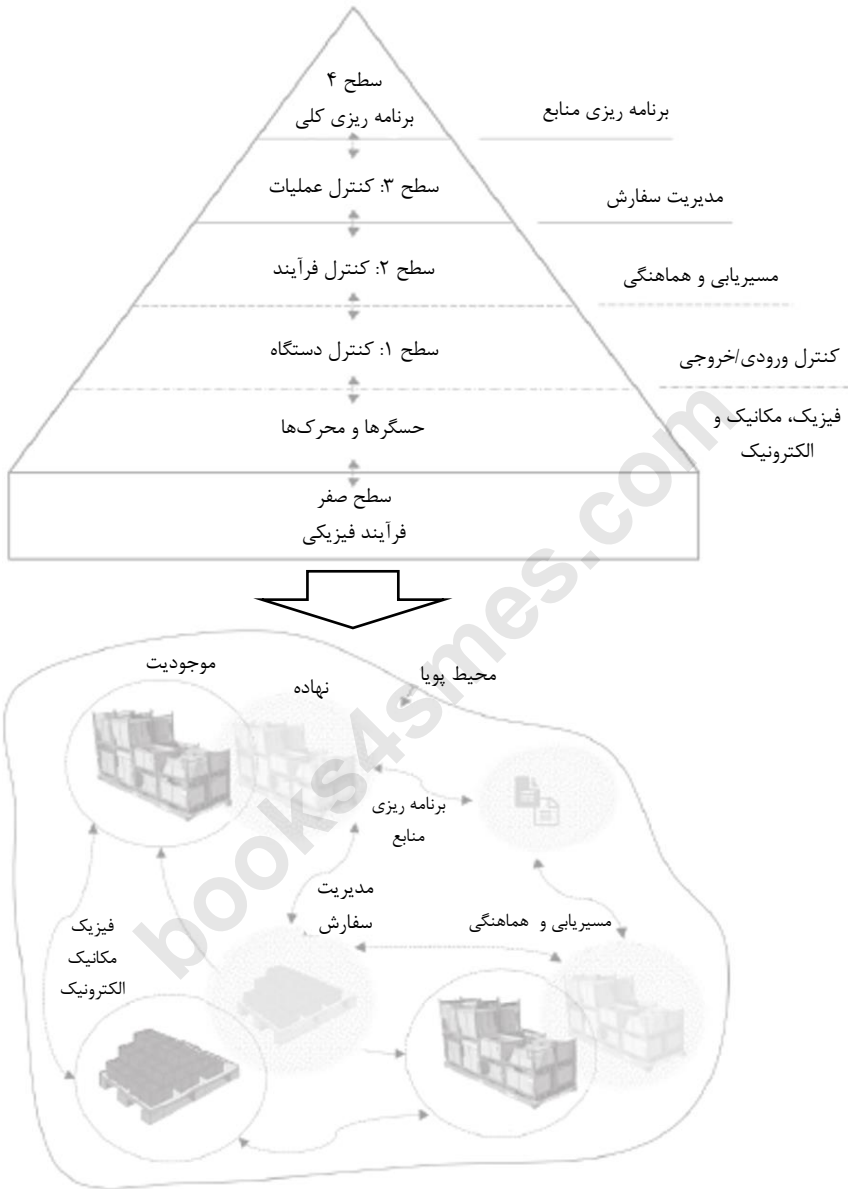 سطح ۴
برنامه ریزی کلی
برنامه ریزی منابع
سطح ۳: کنترل عملیات
مدیریت سفارش
سطح ۲: کنترل فرآیند
مسیریابی و هماهنگی
سطح ۱: کنترل دستگاه
کنترل ورودی/خروجی
حسگرها و محرک‌ها
فیزیک، مکانیک و
الکترونیک
سطح صفر
فرآیند فیزیکی
موجودیت
نهاده
محیط پویا
برنامه ریزی
منابع
مدیریت
سفارش
مسیریابی و هماهنگی
فیزیک
مکانیک
الکترونیک
books4smes.com